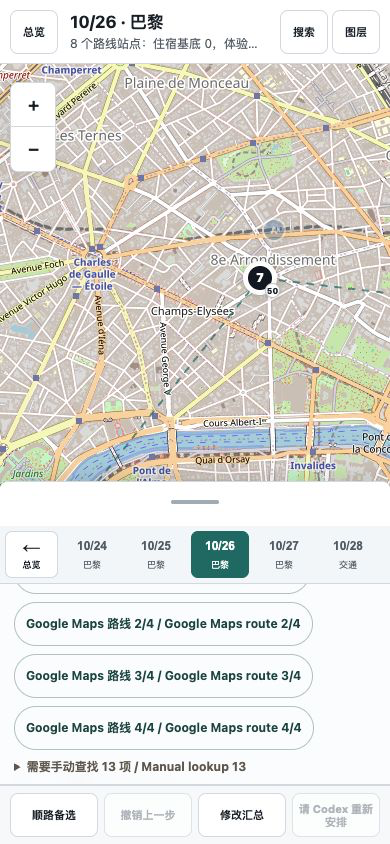 总览
10/26 · 巴黎
8 个路线站点：住宿基底 0，体验...
搜索
图层
Champerret
Plaine de Monceau
+
Les Ternes
−
8e Arrondissement
7
50
Charles
de Gaulle
— Étoile
Avenue Foch
Avenue Victor Hugo
Avenue d'Iéna
Champs-Elysées
Avenue George V
Cours Albert-1er
Quai d'Orsay
Invalides
Pont de
Jardins
总览
10/24
巴黎
10/25
巴黎
10/26
巴黎
10/27
巴黎
10/28
交通
Google Maps 路线 2/4 / Google Maps route 2/4
Google Maps 路线 3/4 / Google Maps route 3/4
Google Maps 路线 4/4 / Google Maps route 4/4
需要手动查找 13 项 / Manual lookup 13
顺路备选
撤销上一步
修改汇总
请 Codex 重新
安排